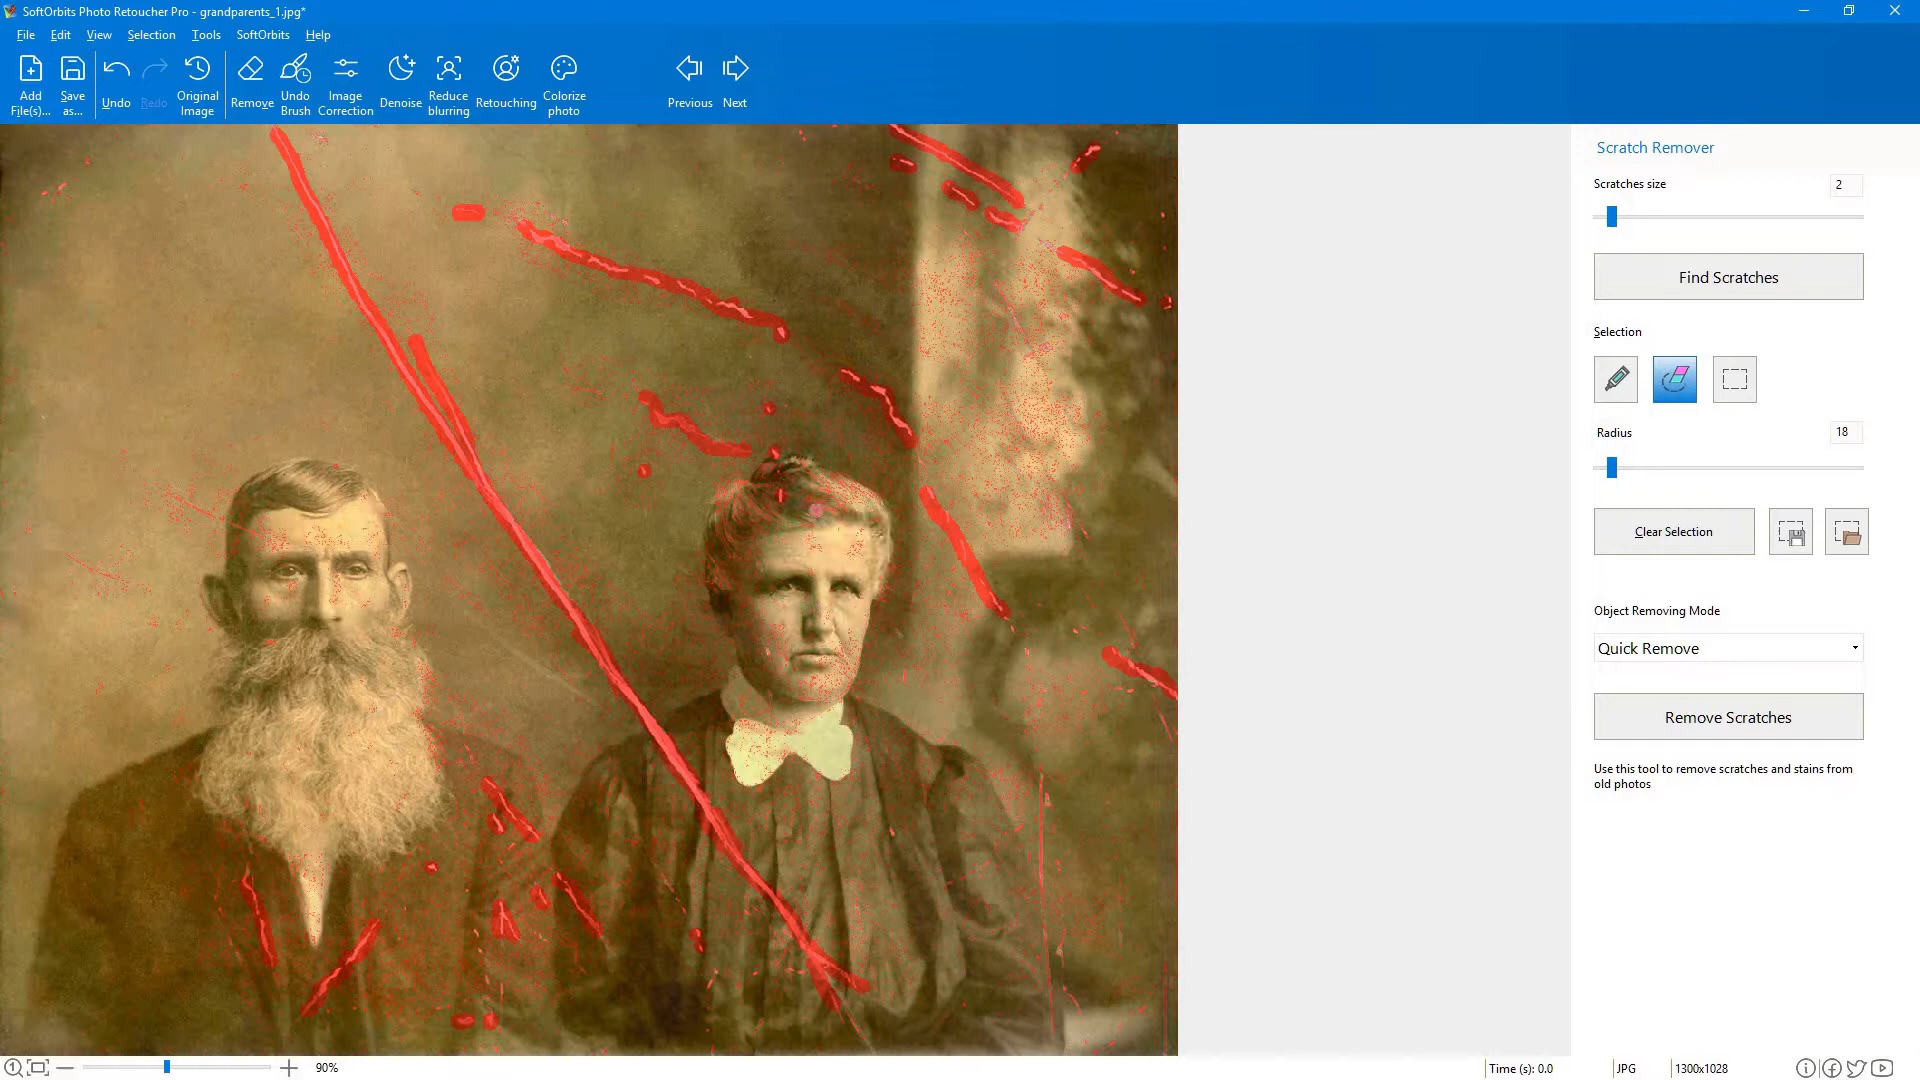 SoftOrbits Photo Retoucher Pro - grandparents_1.jpg*
File Edit View Selection Tools SoftOrbits Help
Add File(s)...
Save as...
Undo
Redo
Original Image
Remove
Undo Brush
Image Correction
Denoise
Reduce blurring
Retouching
Colorize photo
Previous
Next
Scratch Remover
Scratches size 2
Find Scratches
Selection
Radius 18
Clear Selection
Object Removing Mode
Quick Remove
Remove Scratches
Use this tool to remove scratches and stains from
old photos
90%
Time (s): 0.0
JPG
1300x1028